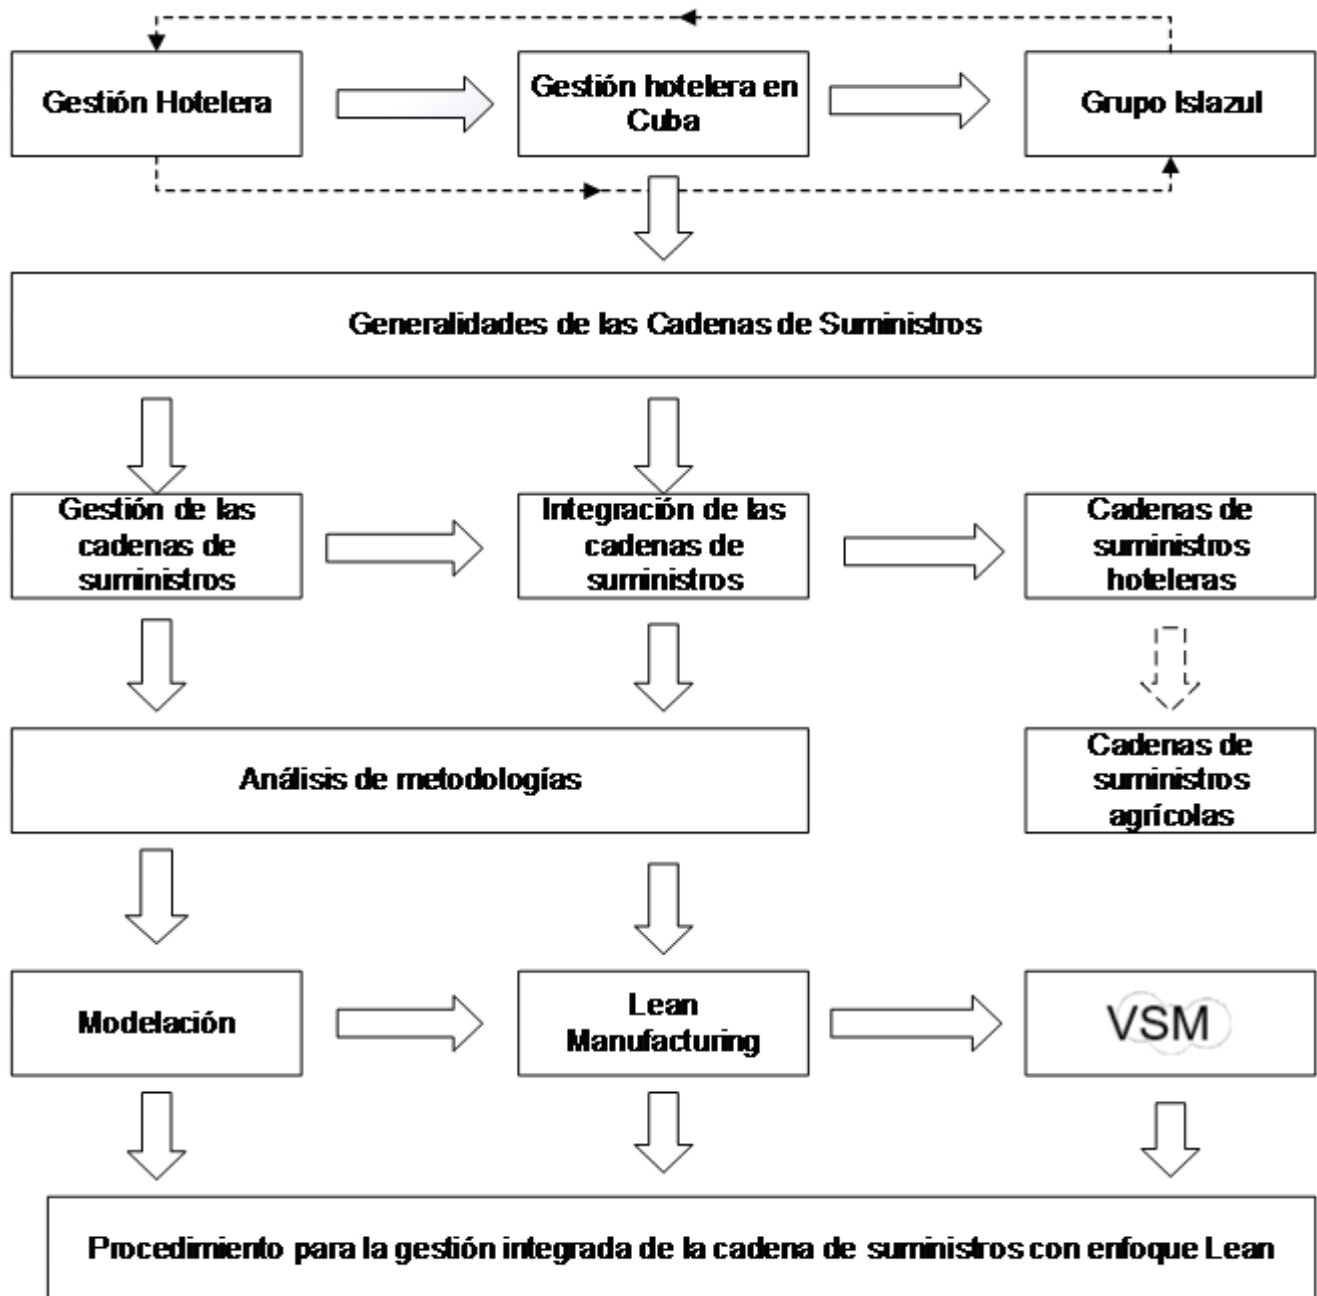 Gestión Hotelera
Gestión hotelera en
Cuba
Grupo Islazul
Generalidades de las Cadenas de Suministros
Gestión de las
cadenas de
suministros
Integración de las
cadenas de
suministros
Cadenas de
suministros
hoteleras
Análisis de metodologías
Cadenas de
suministros
agrícolas
Modelación
Lean
Manufacturing
VSM
Procedimiento para la gestión integrada de la cadena de suministros con enfoque Lean